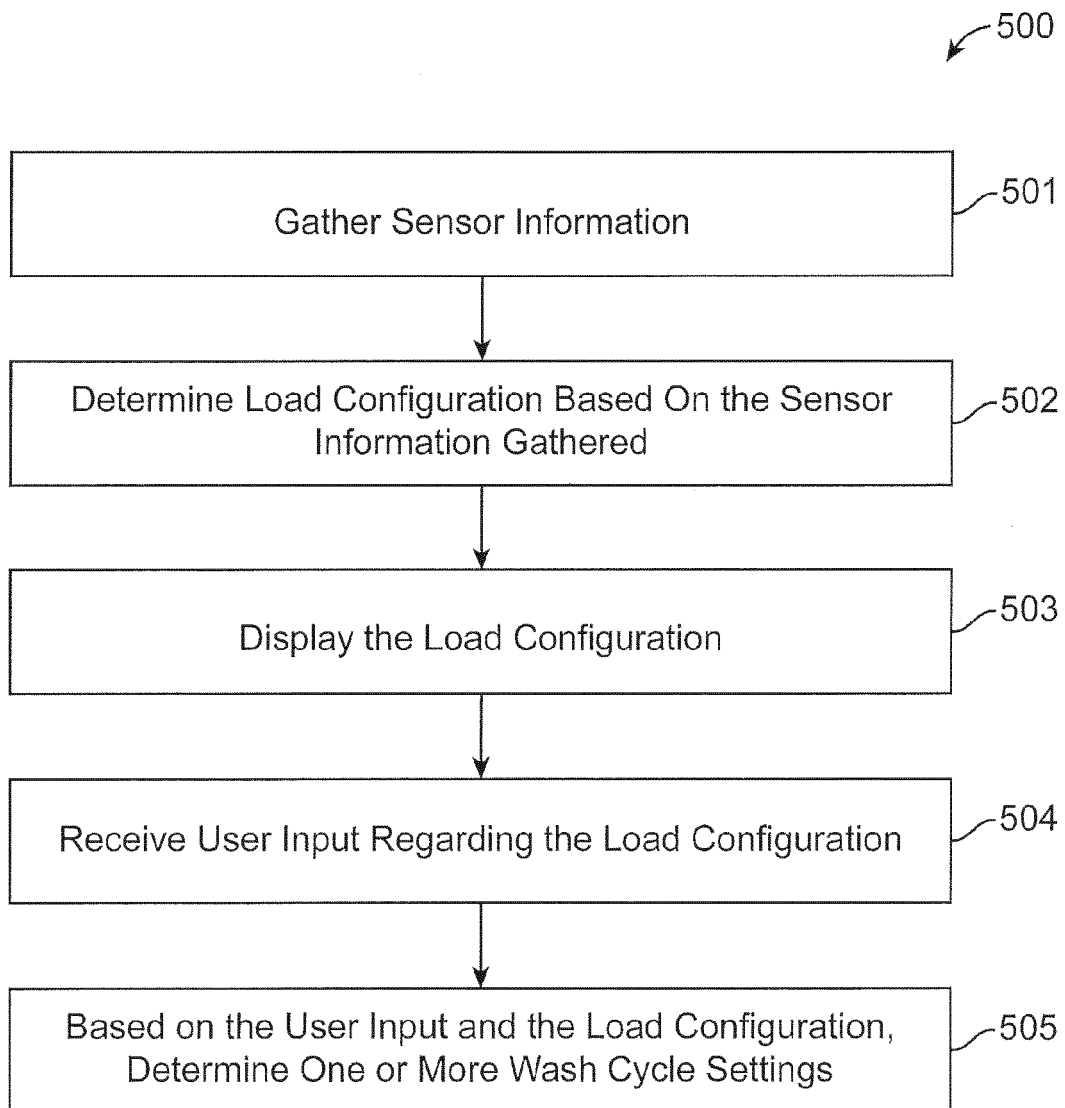 500
Gather Sensor Information
501
Determine Load Configuration Based On the Sensor
Information Gathered
502
Display the Load Configuration
503
Receive User Input Regarding the Load Configuration
504
Based on the User Input and the Load Configuration,
Determine One or More Wash Cycle Settings
505